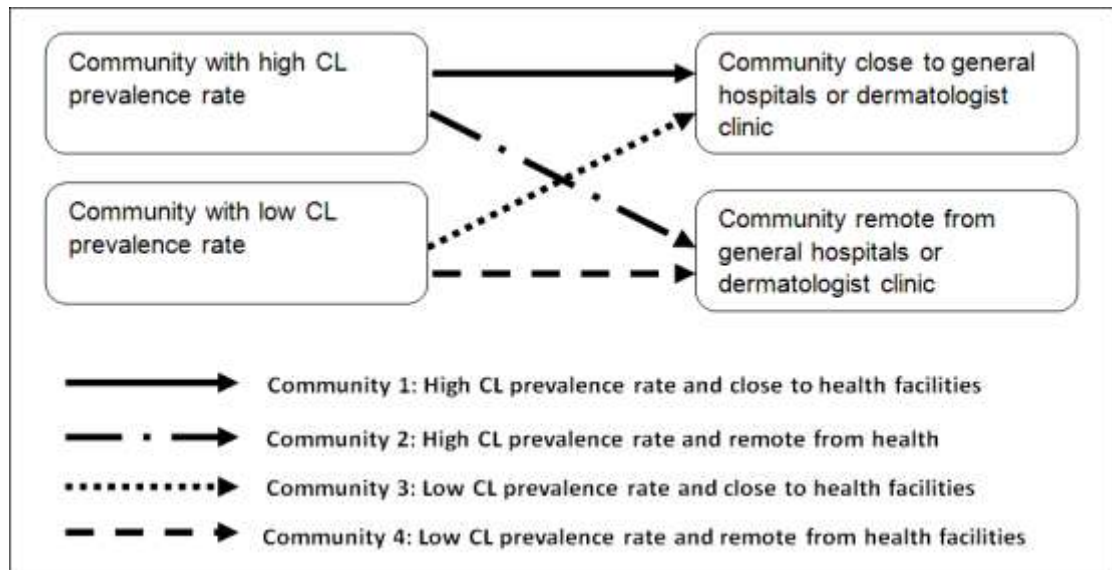 Community with high CL
prevalence rate
Community close to general
hospitals or dermatologist
clinic
Community with low CL
prevalence rate
Community remote from
general hospitals or
dermatologist clinic
Community 1: High CL prevalence rate and close to health facilities
Community 2: High CL prevalence rate and remote from health
Community 3: Low CL prevalence rate and close to health facilities
Community 4: Low CL prevalence rate and remote from health facilities